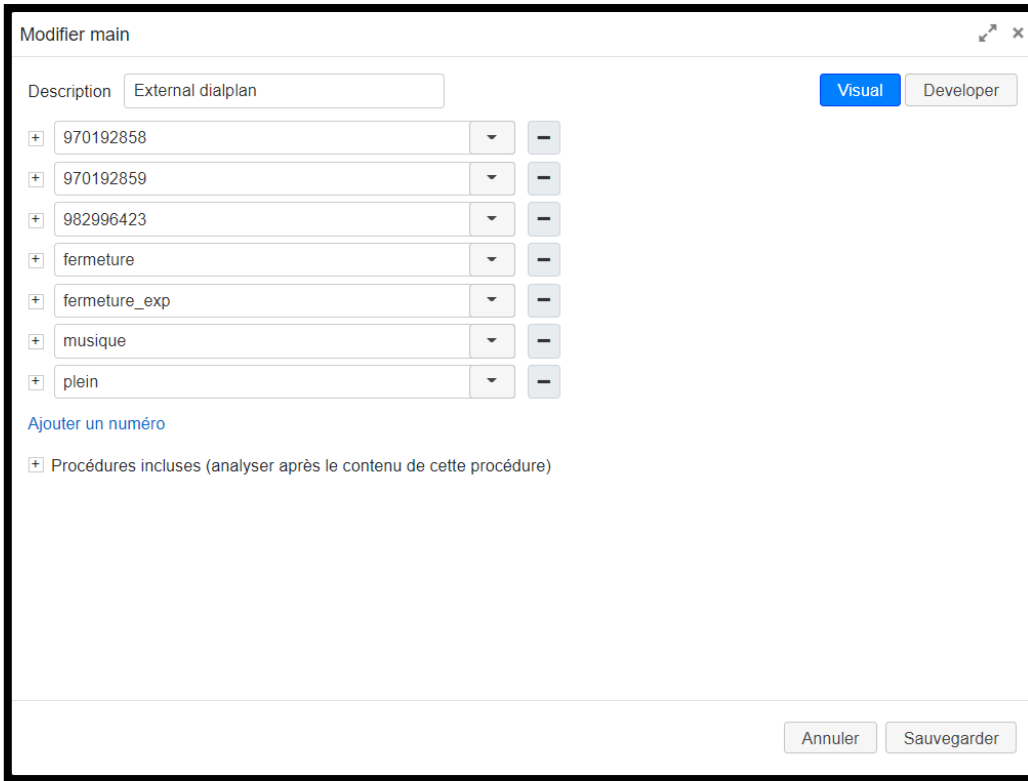 Modifier main
Description External dialplan Visual Developer
970192858
970192859
982996423
fermeture
fermeture_exp
musique
plein
Ajouter un numéro
Procédures incluses (analyser après le contenu de cette procédure)
Annuler Sauvegarder